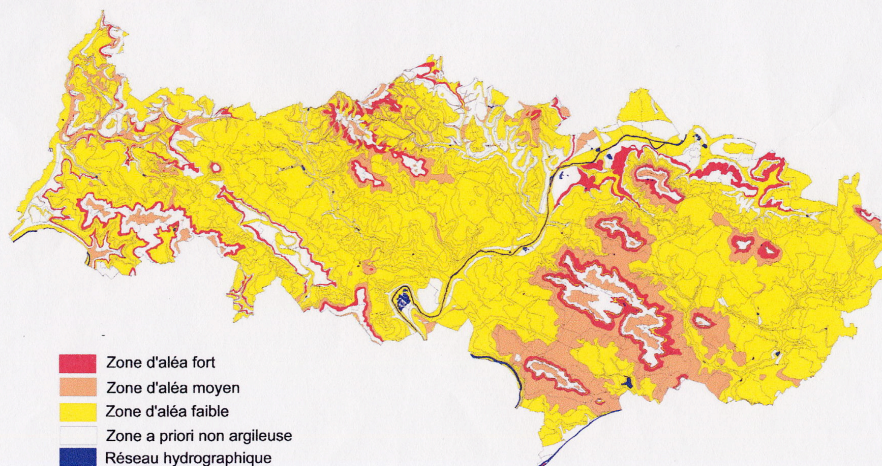 Zone d'aléa fort
Zone d'aléa moyen
Zone d'aléa faible
Zone a priori non argileuse
Réseau hydrographique